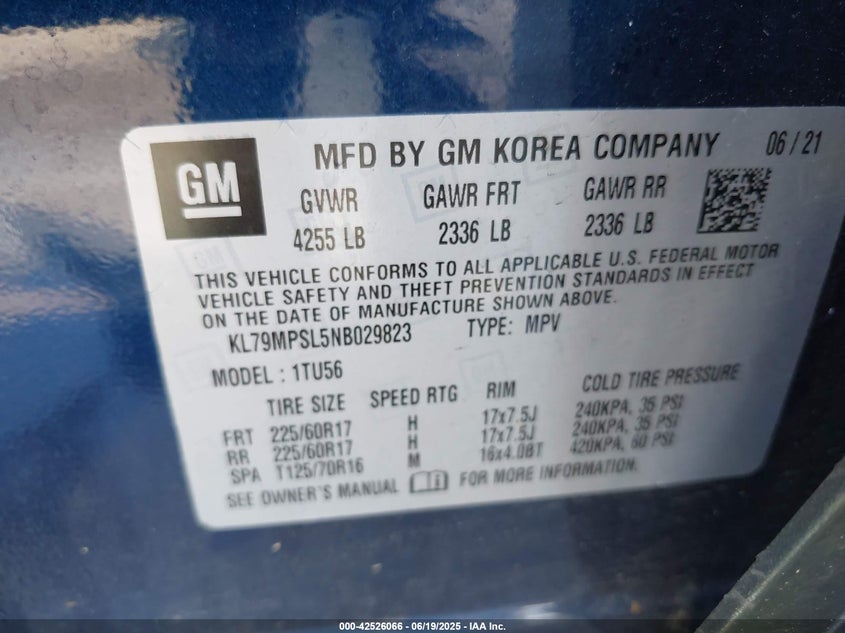 GM
MFD BY GM KOREA COMPANY 06/21
GVWR GAWR FRT GAWR RR
4255 LB 2336 LB 2336 LB
THIS VEHICLE CONFORMS TO ALL APPLICABLE U.S. FEDERAL MOTOR
VEHICLE SAFETY AND THEFT PREVENTION STANDARDS IN EFFECT
ON THE DATE OF MANUFACTURE SHOWN ABOVE.
KL79MPSL5NB029823 TYPE: MPV
MODEL : 1TU56
TIRE SIZE SPEED RTG RIM COLD TIRE PRESSURE
FRT 225/60R17 H 17x7.5J 240KPA, 35 PSI
RR 225/60R17 H 17x7.5J 240KPA, 35 PSI
SPA T125/70R16 M 16x4.0BT 420KPA, 60 PSI
SEE OWNER'S MANUAL FOR MORE INFORMATION.
000-42526066 - 06/19/2025 - IAA Inc.